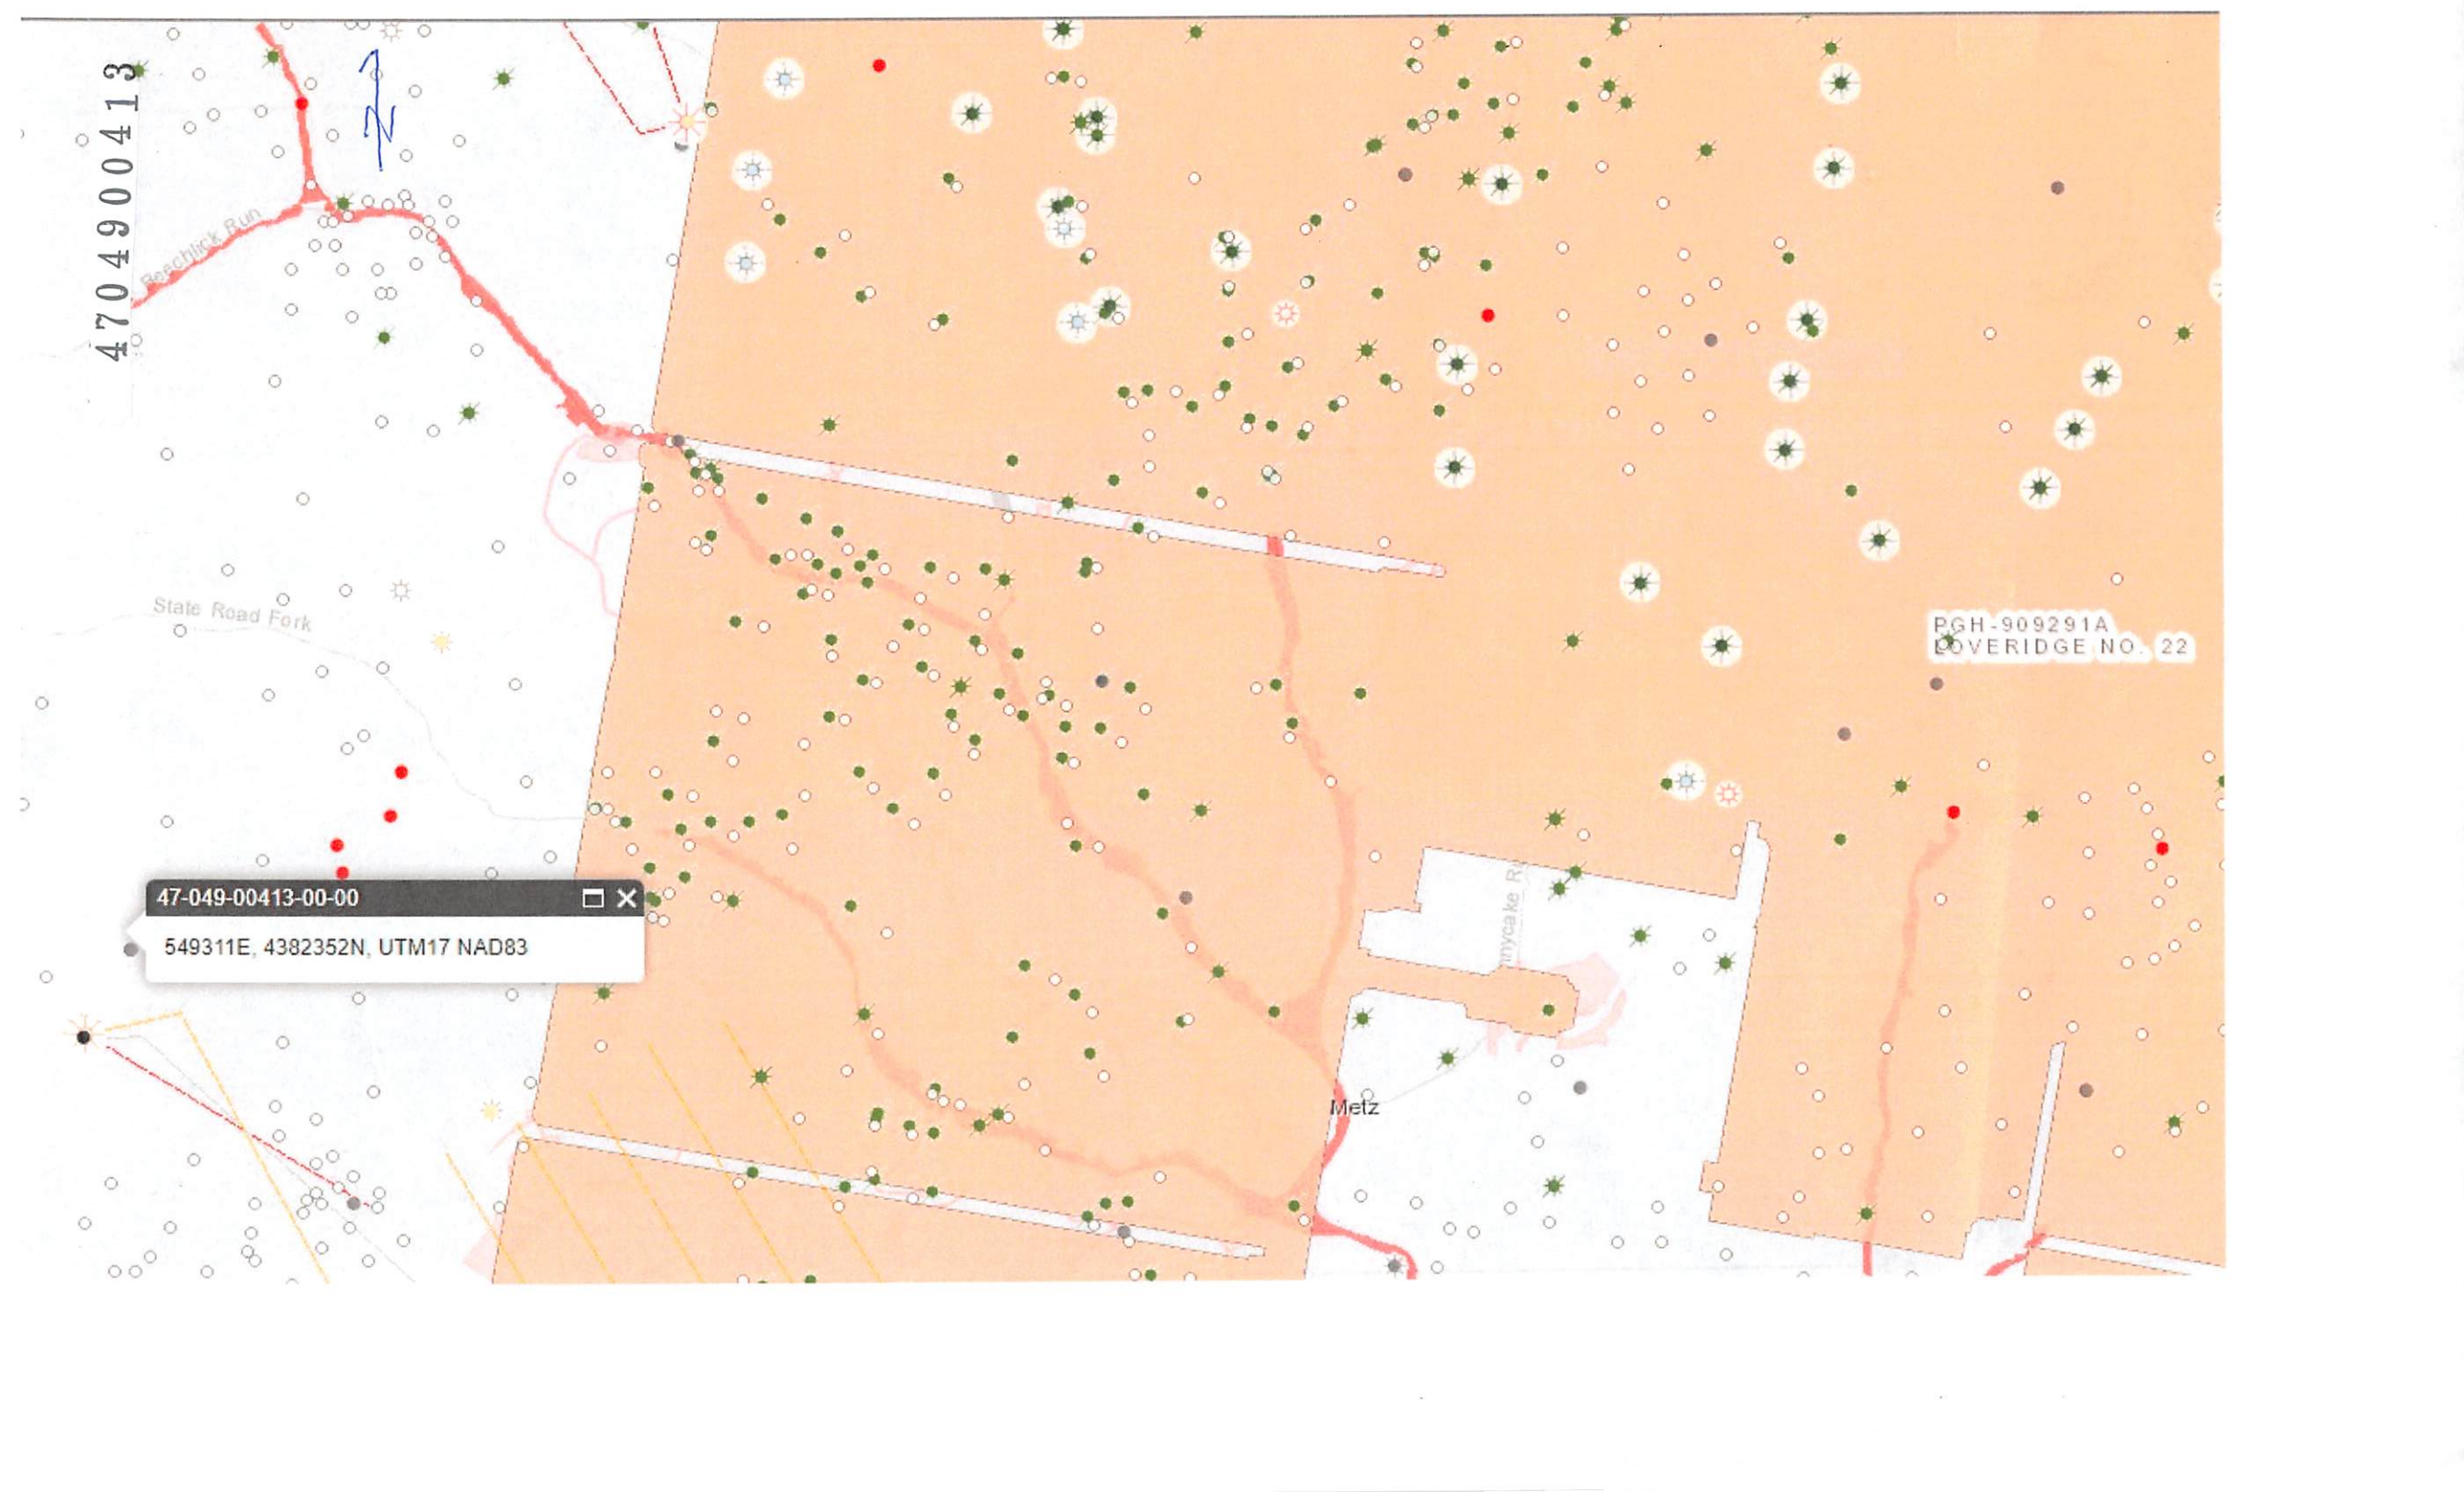 4704900413
N
Beechlick Run
State Road Fork
PGH-909291A
LOVERIDGE NO. 22
47-049-00413-00-00
549311E, 4382352N, UTM17 NAD83
Metz